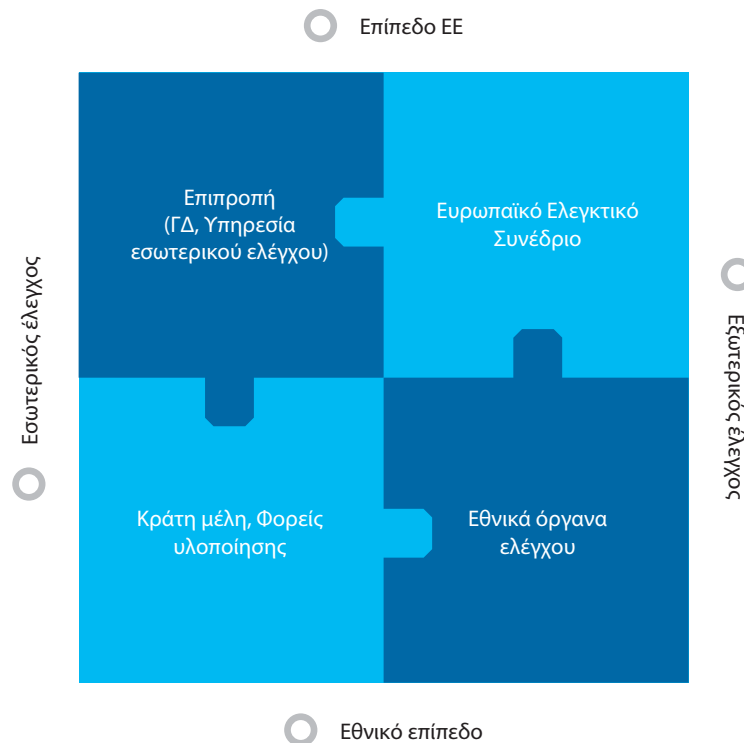 Επίπεδο ΕΕ
Επιπροπή
(ΓΔ, Υπηρεσία
εσωτερικού ελέγχου)
Ευρωπαϊκό Ελεγκτικό
Συνέδριο
Εσωτερικός έλεγχος
Εξωτερικός έλεγχος
Κράτη μέλη, Φορείς
υλοποίησης
Εθνικά όργανα
ελέγχου
Εθνικό επίπεδο